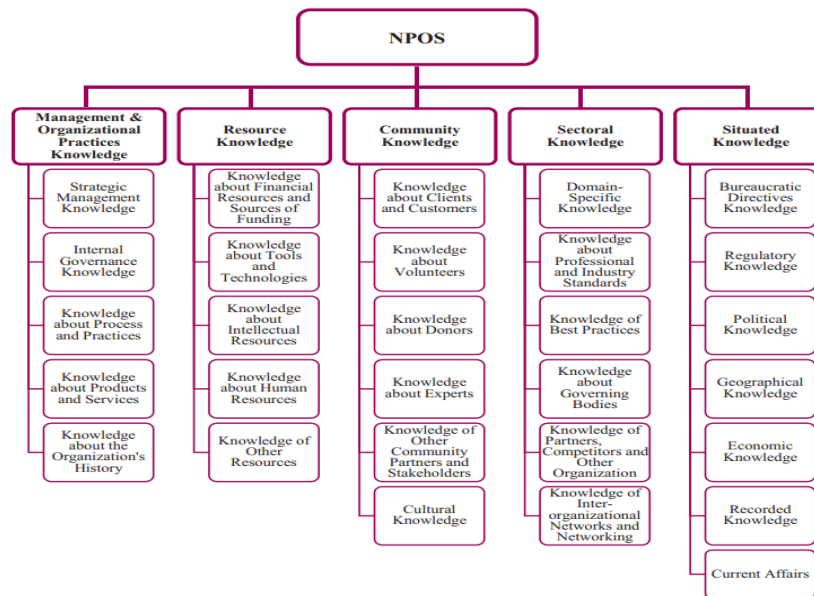 NPOS
Management &
Organizational
Practices
Knowledge
Strategic
Management
Knowledge
Internal
Governance
Knowledge
Knowledge
about Process
and Practices
Knowledge
about Products
and Services
Knowledge
about the
Organization's
History
Resource
Knowledge
Knowledge
about Financial
Resources and
Sources of
Funding
Knowledge
about Tools
and
Technologies
Knowledge
about
Intellectual
Resources
Knowledge
about Human
Resources
Knowledge of
Other
Resources
Community
Knowledge
Knowledge
about Clients
and Customers
Knowledge
about
Volunteers
Knowledge
about Donors
Knowledge
about Experts
Knowledge of
Other
Community
Partners and
Stakeholders
Cultural
Knowledge
Sectoral
Knowledge
Domain-
Specific
Knowledge
Knowledge
about
Professional
and Industry
Standards
Knowledge of
Best Practices
Knowledge
about
Governing
Bodies
Knowledge of
Partners,
Competitors and
Other
Organization
Knowledge of
Inter-
organizational
Networks and
Networking
Situated
Knowledge
Bureaucratic
Directives
Knowledge
Regulatory
Knowledge
Political
Knowledge
Geographical
Knowledge
Economic
Knowledge
Recorded
Knowledge
Current Affairs